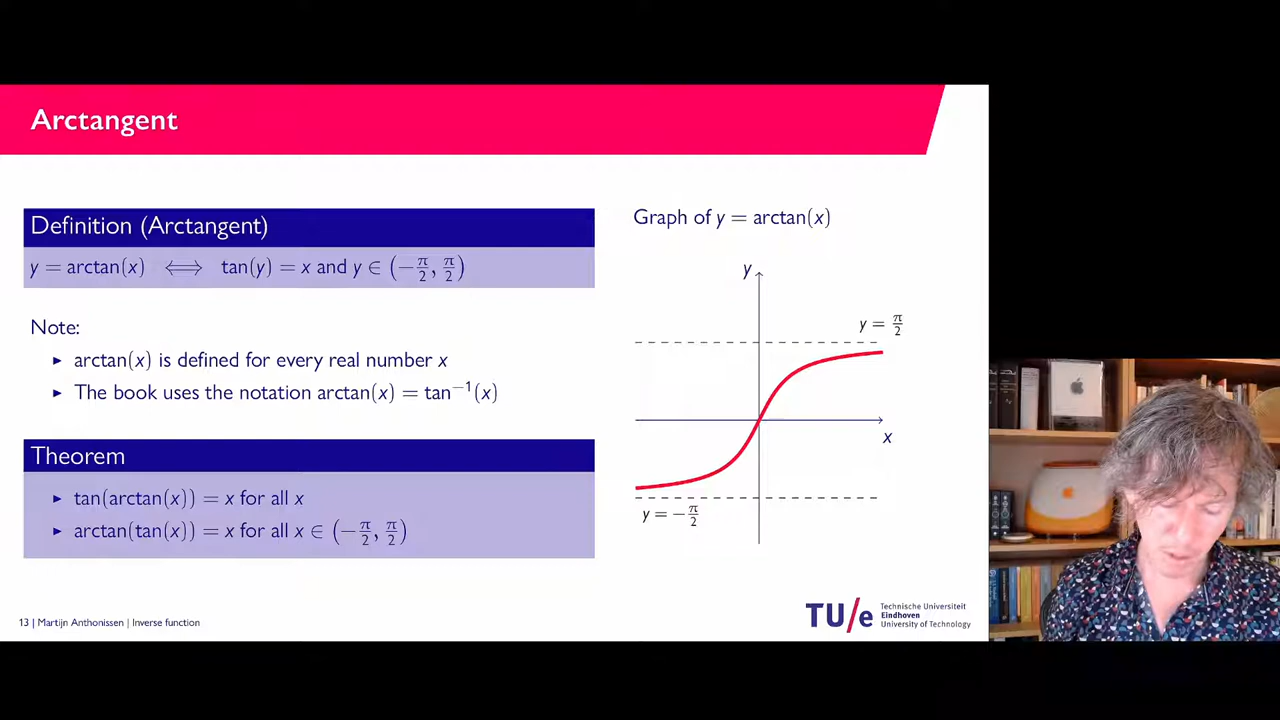 Arctangent
Definition (Arctangent)
y = arctan(x) ⟺ tan(y) = x and y ∈ (−π/2, π/2)
Note:
▶ arctan(x) is defined for every real number x
▶ The book uses the notation arctan(x) = tan⁻¹(x)
Theorem
▶ tan(arctan(x)) = x for all x
▶ arctan(tan(x)) = x for all x ∈ (−π/2, π/2)
Graph of y = arctan(x)
y
y = π/2
x
y = −π/2
13 | Martijn Anthonissen | Inverse function
TU/e
Technische Universiteit
Eindhoven
University of Technology